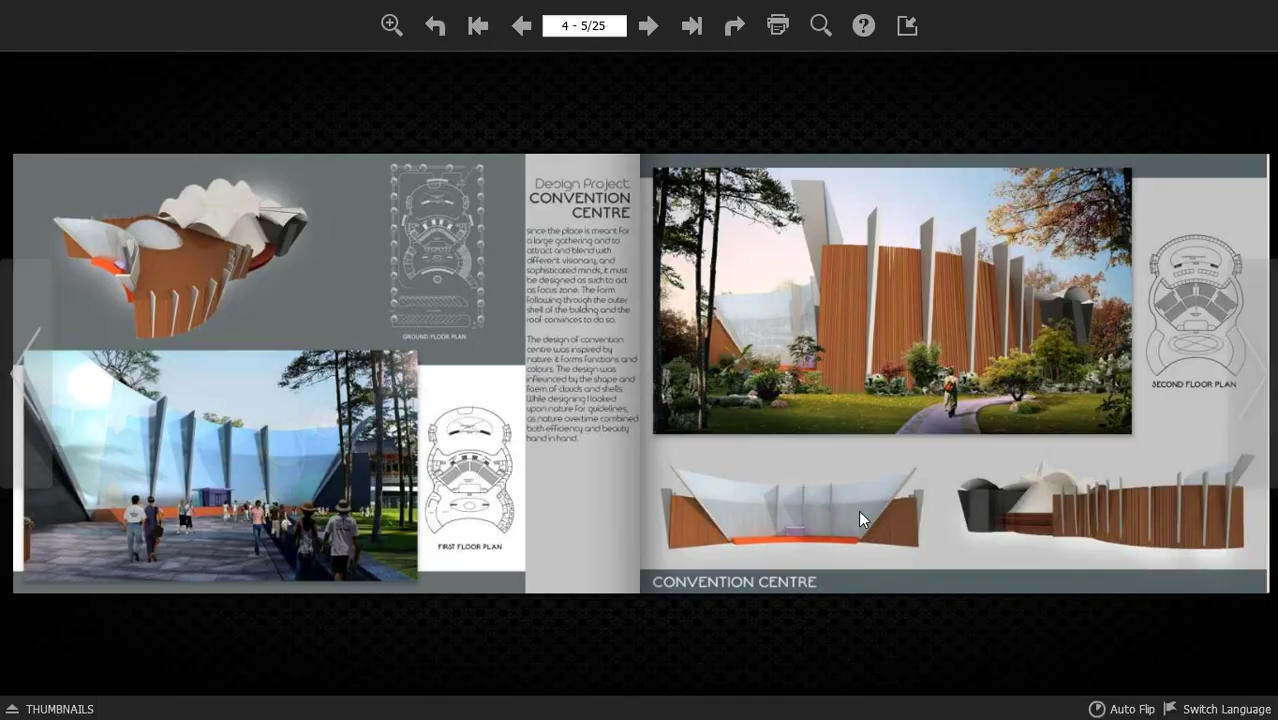 4 - 5/25
GROUND FLOOR PLAN
FIRST FLOOR PLAN
Design Project
CONVENTION
CENTRE
since the place is meant for
a large gathering and to
attract and blend with
different visionary, and
sophisticated minds, it must
be designed as such to act
as focus zone. The form
following through the outer
shell of the building and the
roof convinces to do so.
The design of convention
centre was inspired by
nature. it forms functions and
colours. The design was
influenced by the shape and
form of clouds and shells.
While designing I looked
upon nature for guidelines,
as nature overtime combined
both efficiency and beauty
hand in hand.
SECOND FLOOR PLAN
CONVENTION CENTRE
THUMBNAILS
Auto Flip
Switch Language